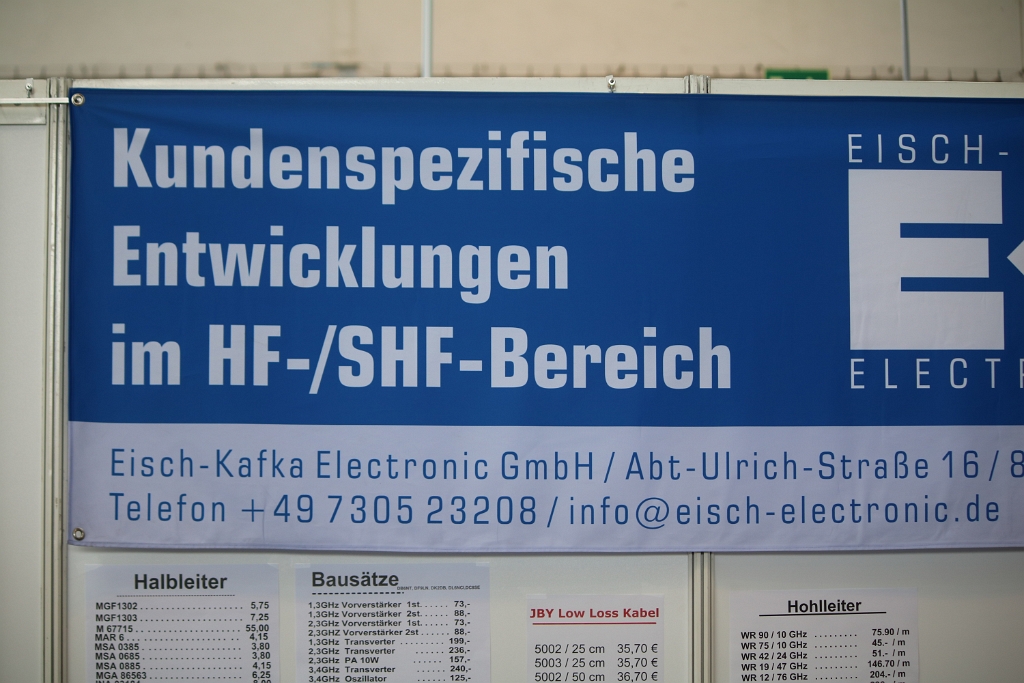 Kundenspezifische
Entwicklungen
im HF-/SHF-Bereich
EISCH-
E
ELECTR
Eisch-Kafka Electronic GmbH / Abt-Ulrich-Straße 16 / 8
Telefon +49 7305 23208 / info@eisch-electronic.de
Halbleiter
MGF1302 5,75
MGF1303 7,25
M 67715 55,00
MAR 6 4,15
MSA 0385 3,80
MSA 0685 3,80
MSA 0885 4,15
MGA 86563 6,25
Bausätze
1,3GHz Vorverstärker 1st. 73,-
1,3GHz Vorverstärker 2st. 88,-
2,3GHz Vorverstärker 1st. 73,-
2,3GHZ VORZ Verstärker 2st 88,-
1,3GHz Transverter 199,-
2,3GHz Transverter 236,-
2,3GHz PA 10W 157,-
3,4GHz Transverter 240,-
3,4GHz Oszillator 125,-
JBY Low Loss Kabel
5002 / 25 cm 35,70 €
5003 / 25 cm 35,70 €
5002 / 50 cm 36,70 €
Hohlleiter
WR 90 / 10 GHz 75.90 / m
WR 75 / 10 GHz 45.- / m
WR 42 / 24 GHz 51.- / m
WR 19 / 47 GHz 146.70 / m
WR 12 / 76 GHz 204.- / m